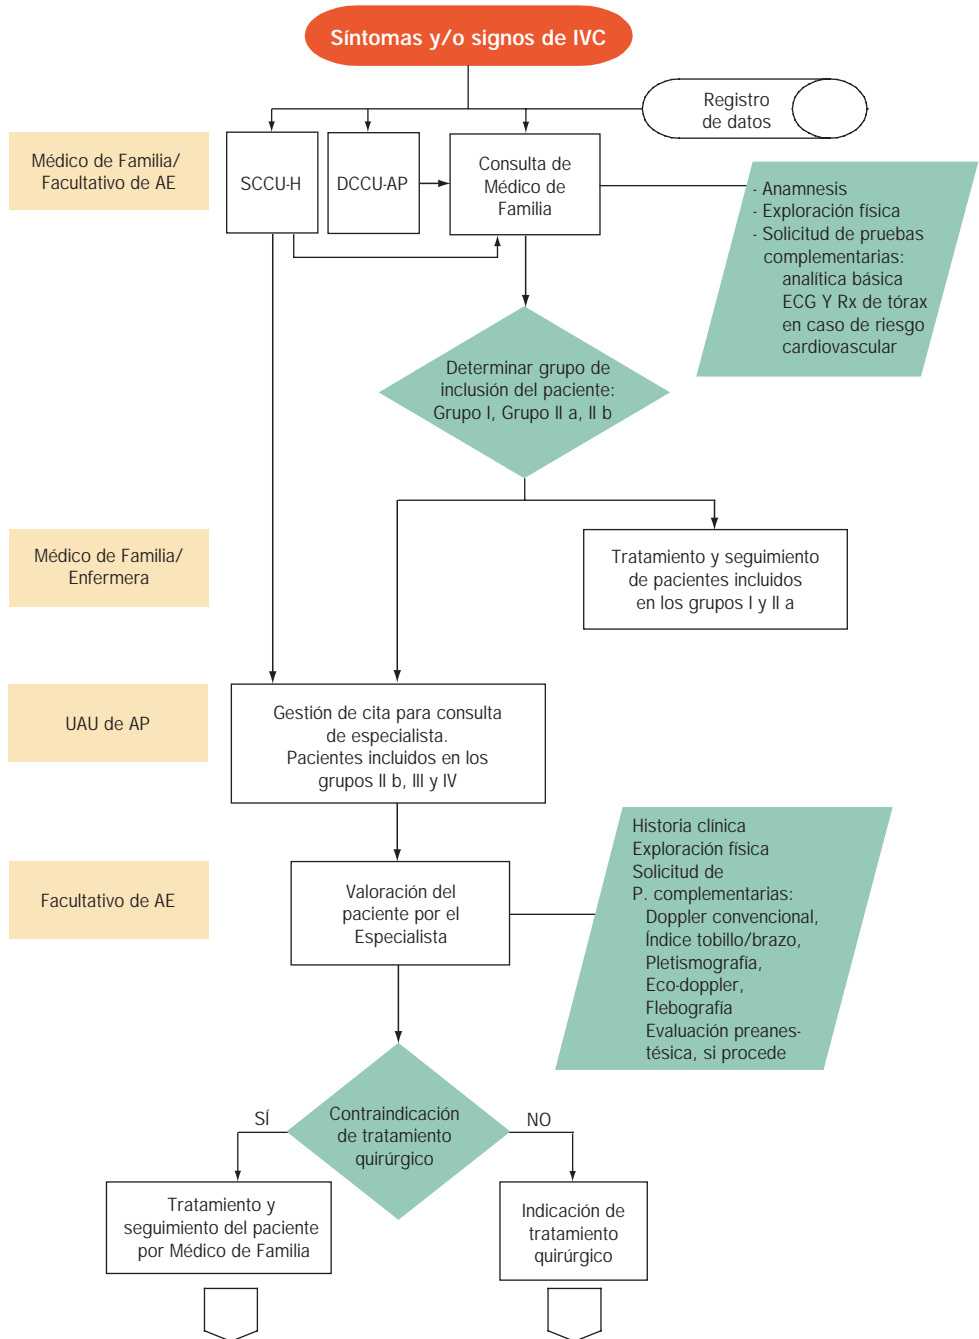 Síntomas y/o signos de IVC
Registro
de datos
Médico de Familia/
Facultativo de AE
SCCU-H
DCCU-AP
Consulta de
Médico de
Familia
- Anamnesis
- Exploración física
- Solicitud de pruebas
complementarias:
analítica básica
ECG Y Rx de tórax
en caso de riesgo
cardiovascular
Determinar grupo de
inclusión del paciente:
Grupo I, Grupo II a, II b
Médico de Familia/
Enfermera
Tratamiento y seguimiento
de pacientes incluidos
en los grupos I y II a
UAU de AP
Gestión de cita para consulta
de especialista.
Pacientes incluidos en los
grupos II b, III y IV
Facultativo de AE
Valoración del
paciente por el
Especialista
Historia clínica
Exploración física
Solicitud de
P. complementarias:
Doppler convencional,
Índice tobillo/brazo,
Pletismografía,
Eco-doppler,
Flebografía
Evaluación preanes-
tésica, si procede
Contraindicación
de tratamiento
quirúrgico
SÍ
NO
Tratamiento y
seguimiento del paciente
por Médico de Familia
Indicación de
tratamiento
quirúrgico